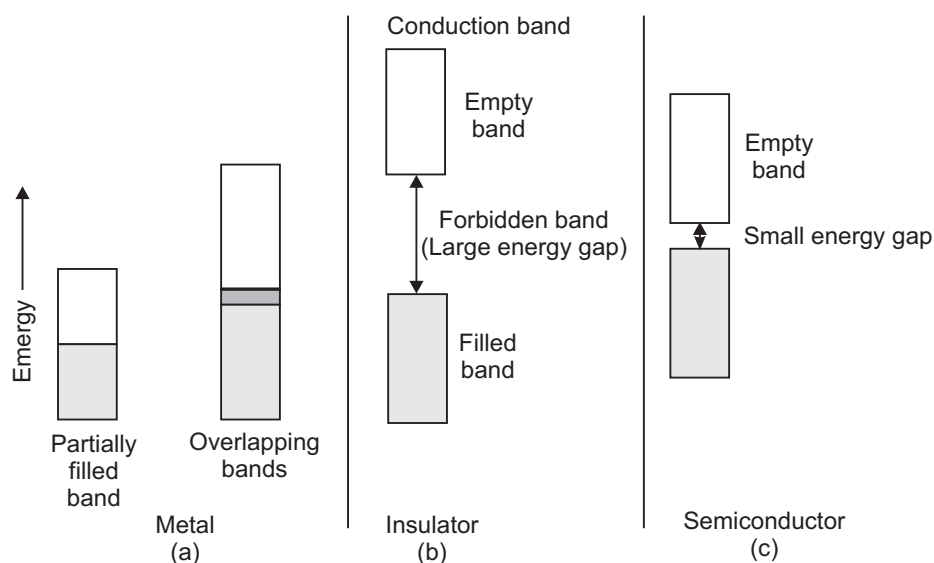 Emergy
Partially
filled
band
Overlapping
bands
Metal
(a)
Conduction band
Empty
band
Forbidden band
(Large energy gap)
Filled
band
Insulator
(b)
Empty
band
Small energy gap
Semiconductor
(c)